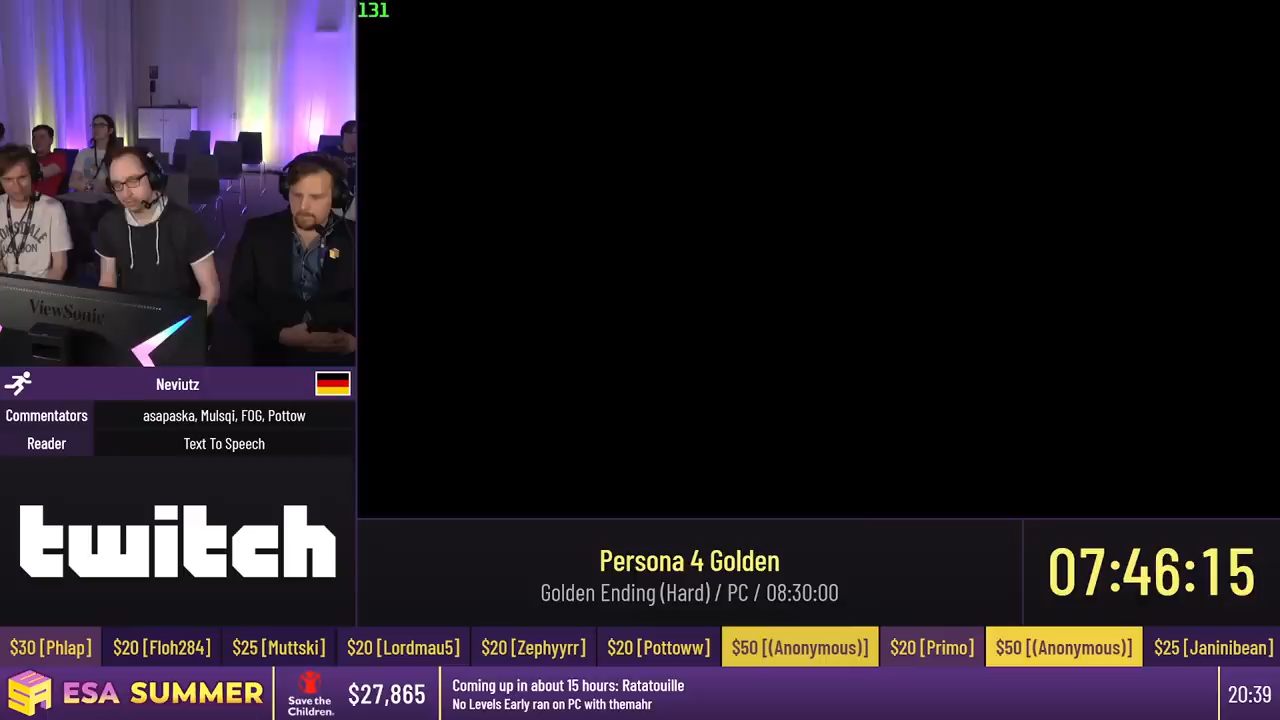 131
ViewSonic
LONDON
Neviutz
Commentators
asapaska, Mulsqi, FOG, Pottow
Reader
Text To Speech
twitch
Persona 4 Golden
Golden Ending (Hard) / PC / 08:30:00
07:46:15
$30 [Phlap]
$20 [Floh284]
$25 [Muttski]
$20 [Lordmau5]
$20 [Zephyyrr]
$20 [Pottoww]
$50 [(Anonymous)]
$20 [Primo]
$50 [(Anonymous)]
$25 [Janinibean]
ESA SUMMER
Save the
Children.
$27,865
Coming up in about 15 hours: Ratatouille
No Levels Early ran on PC with themahr
20:39